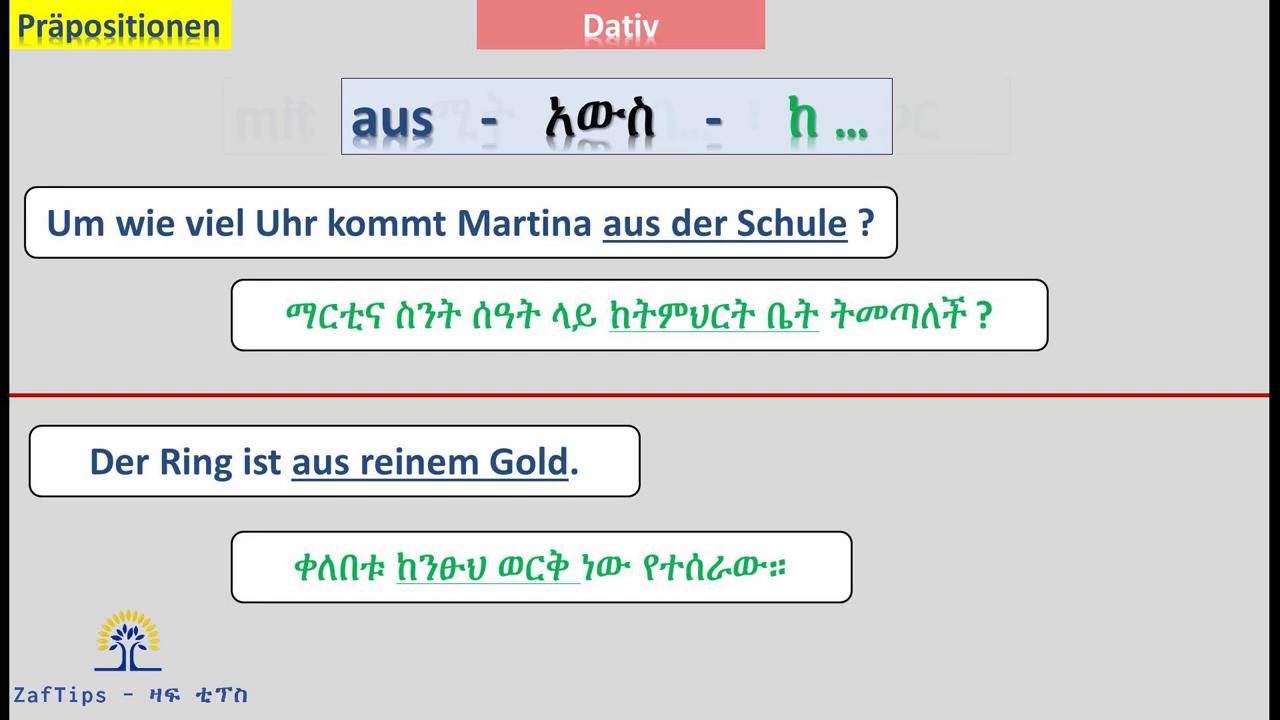 Präpositionen
Dativ
aus - አውስ - ከ ...
Um wie viel Uhr kommt Martina aus der Schule ?
ማርቲና ስንት ሰዓት ላይ ከትምህርት ቤት ትመጣለች ?
Der Ring ist aus reinem Gold.
ቀለበቱ ከንፁህ ወርቅ ነው የተሰራው።
ZafTips - ዛፍ ቲፕስ